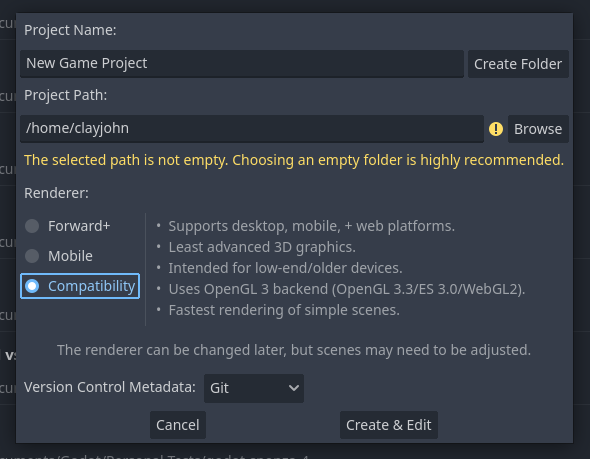 Project Name:
New Game Project
Create Folder
Project Path:
/home/clayjohn
Browse
The selected path is not empty. Choosing an empty folder is highly recommended.
Renderer:
Forward+
Mobile
Compatibility
• Supports desktop, mobile, + web platforms.
• Least advanced 3D graphics.
• Intended for low-end/older devices.
• Uses OpenGL 3 backend (OpenGL 3.3/ES 3.0/WebGL2).
• Fastest rendering of simple scenes.
The renderer can be changed later, but scenes may need to be adjusted.
Version Control Metadata:
Git
Cancel
Create & Edit